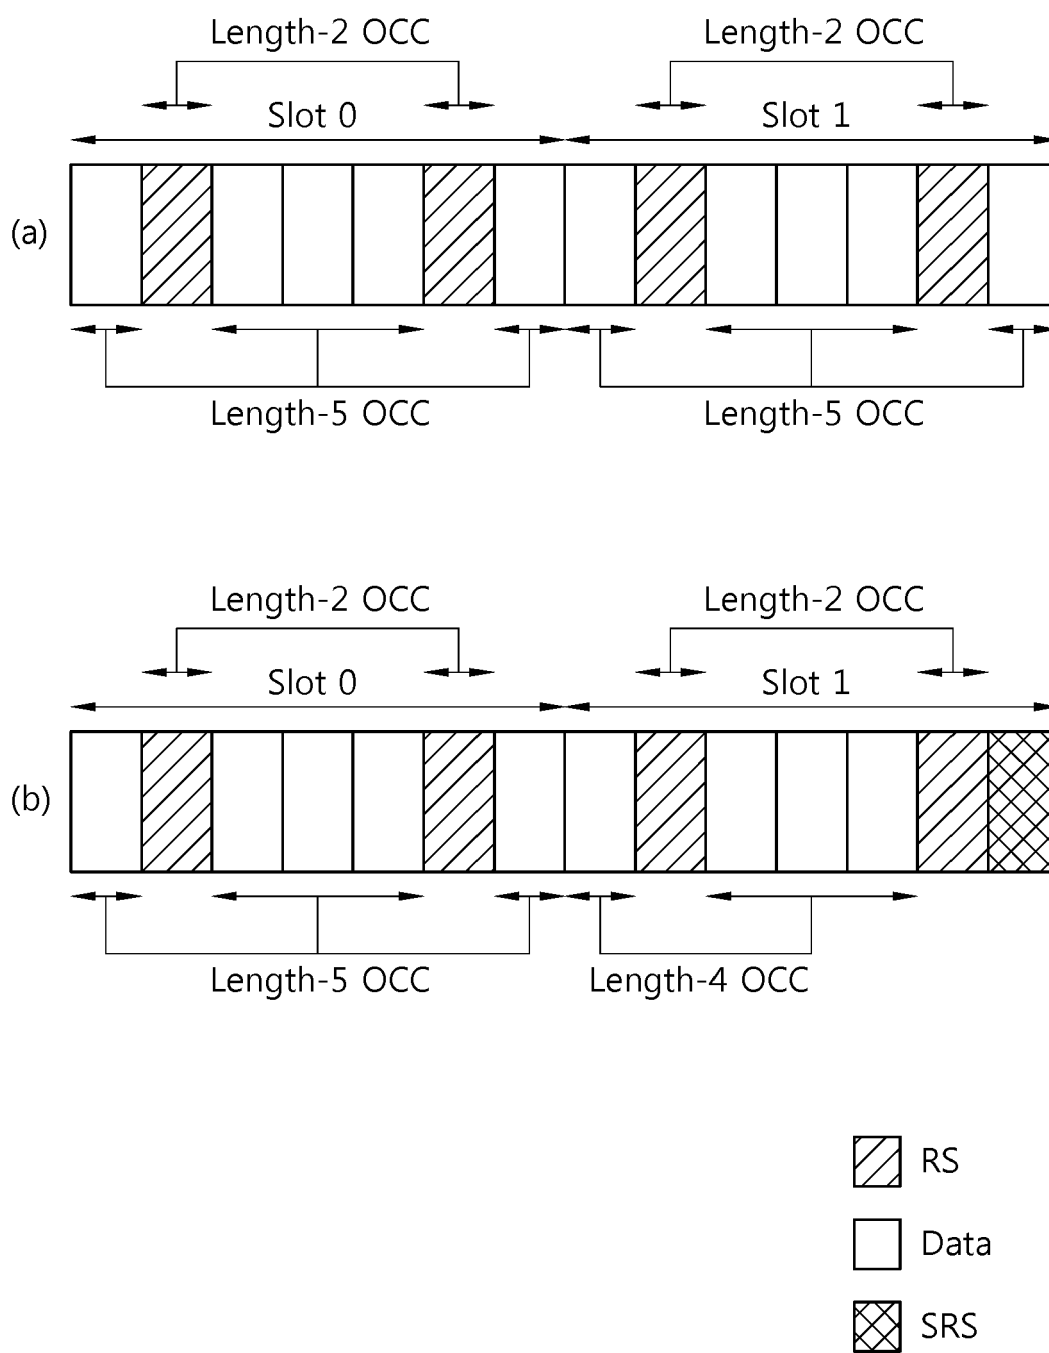 Length-2 OCC Length-2 OCC
Slot 0 Slot 1
(a)
Length-5 OCC Length-5 OCC
Length-2 OCC Length-2 OCC
Slot 0 Slot 1
(b)
Length-5 OCC Length-4 OCC
RS
Data
SRS